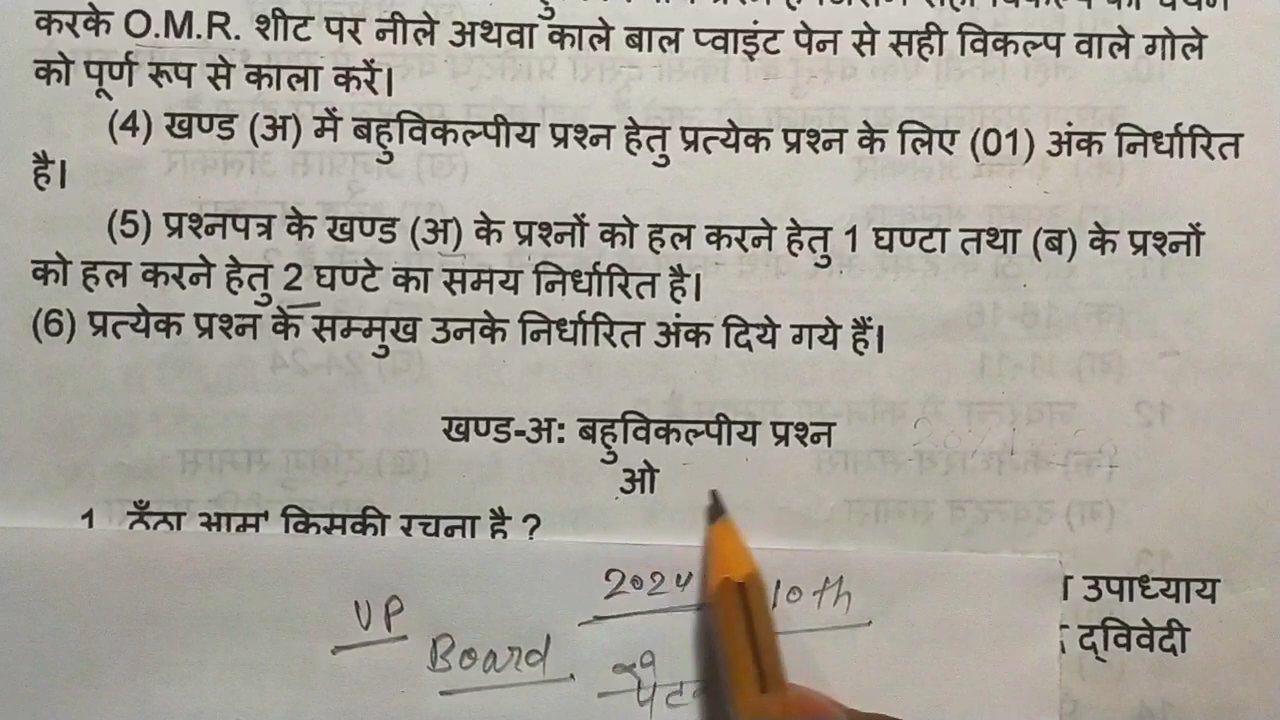 करके O.M.R. शीट पर नीले अथवा काले बाल प्वाइंट पेन से सही विकल्प वाले गोले
को पूर्ण रूप से काला करें।
(4) खण्ड (अ) में बहुविकल्पीय प्रश्न हेतु प्रत्येक प्रश्न के लिए (01) अंक निर्धारित
है।
(5) प्रश्नपत्र के खण्ड (अ) के प्रश्नों को हल करने हेतु 1 घण्टा तथा (ब) के प्रश्नों
को हल करने हेतु 2 घण्टे का समय निर्धारित है।
(6) प्रत्येक प्रश्न के सम्मुख उनके निर्धारित अंक दिये गये हैं।
खण्ड-अ: बहुविकल्पीय प्रश्न
ओ
1 ठूँठा आम' किसकी रचना है ?
उपाध्याय
द्विवेदी
2024 10th
UP
Board